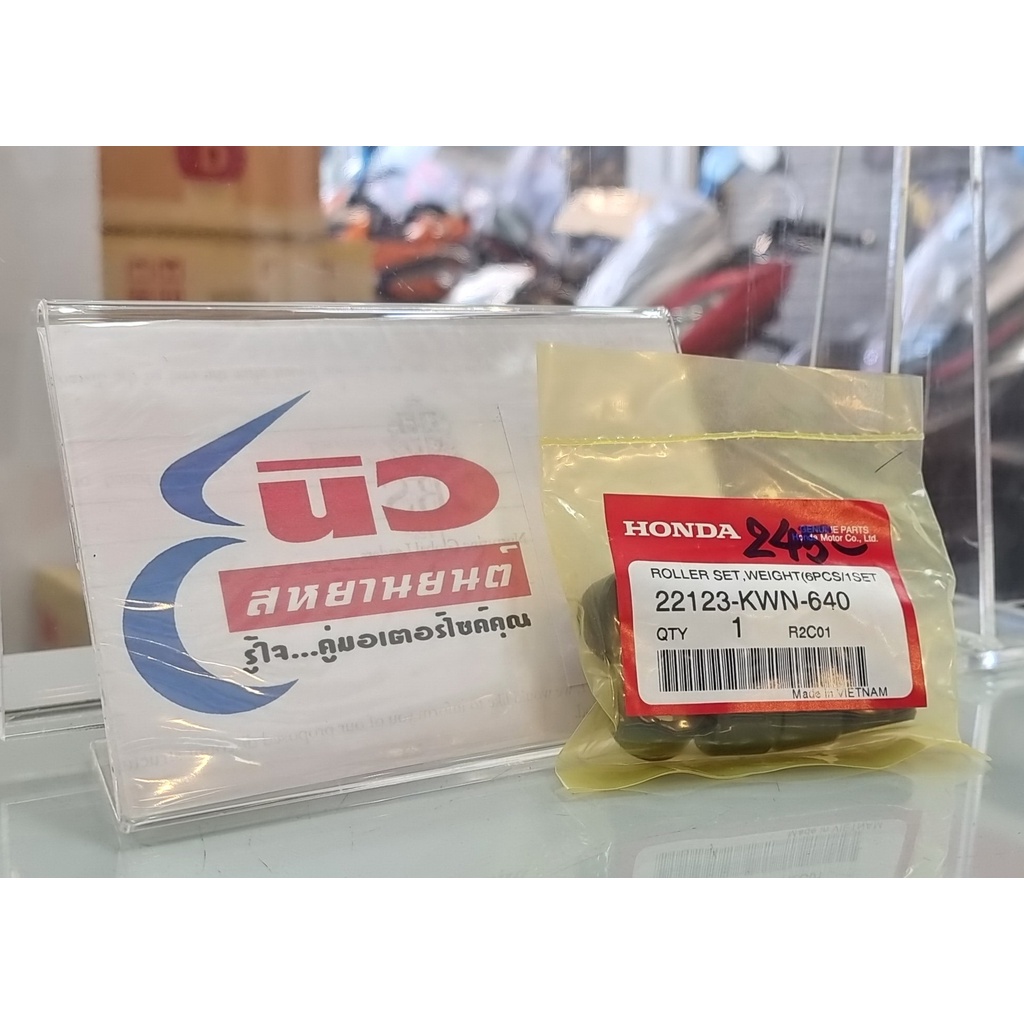 นิว
สหยานยนต์
รู้ใจ...คู่มอเตอร์ไซค์คุณ
HONDA
GENUINE PARTS
Honda Motor Co., Ltd.
ROLLER SET,WEIGHT(6PCS/1SET
22123-KWN-640
QTY 1 R2C01
Made in VIETNAM